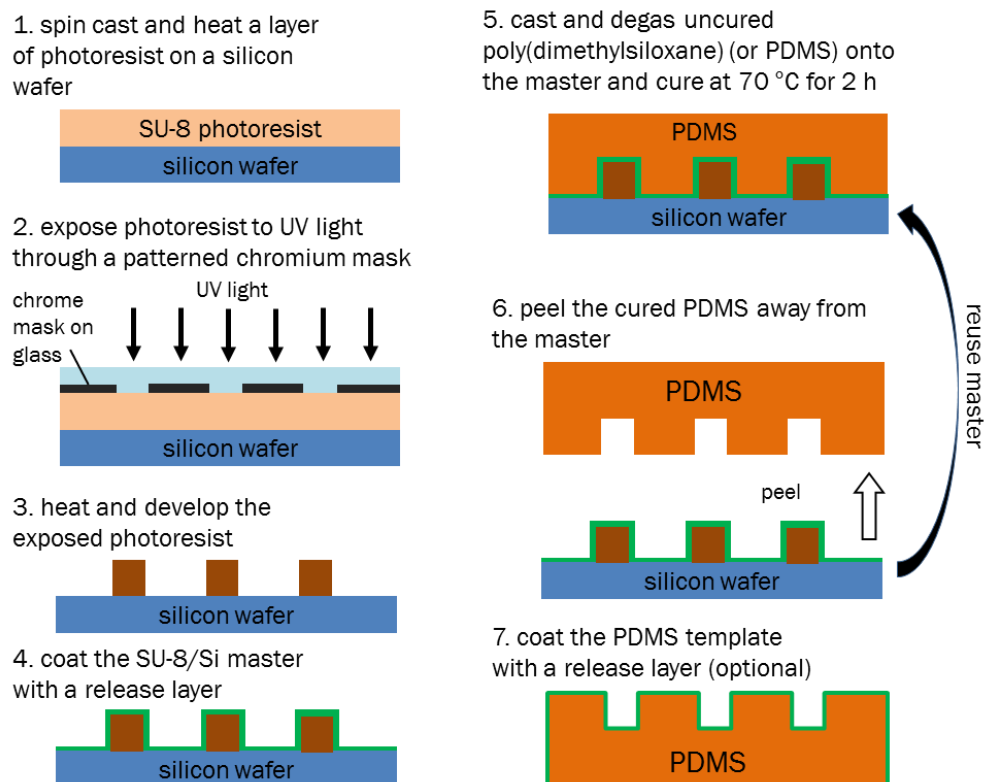 1. spin cast and heat a layer
of photoresist on a silicon
wafer
SU-8 photoresist
silicon wafer
2. expose photoresist to UV light
through a patterned chromium mask
UV light
chrome
mask on
glass
silicon wafer
3. heat and develop the
exposed photoresist
silicon wafer
4. coat the SU-8/Si master
with a release layer
silicon wafer
5. cast and degas uncured
poly(dimethylsiloxane) (or PDMS) onto
the master and cure at 70 °C for 2 h
PDMS
silicon wafer
6. peel the cured PDMS away from
the master
PDMS
peel
silicon wafer
reuse master
7. coat the PDMS template
with a release layer (optional)
PDMS